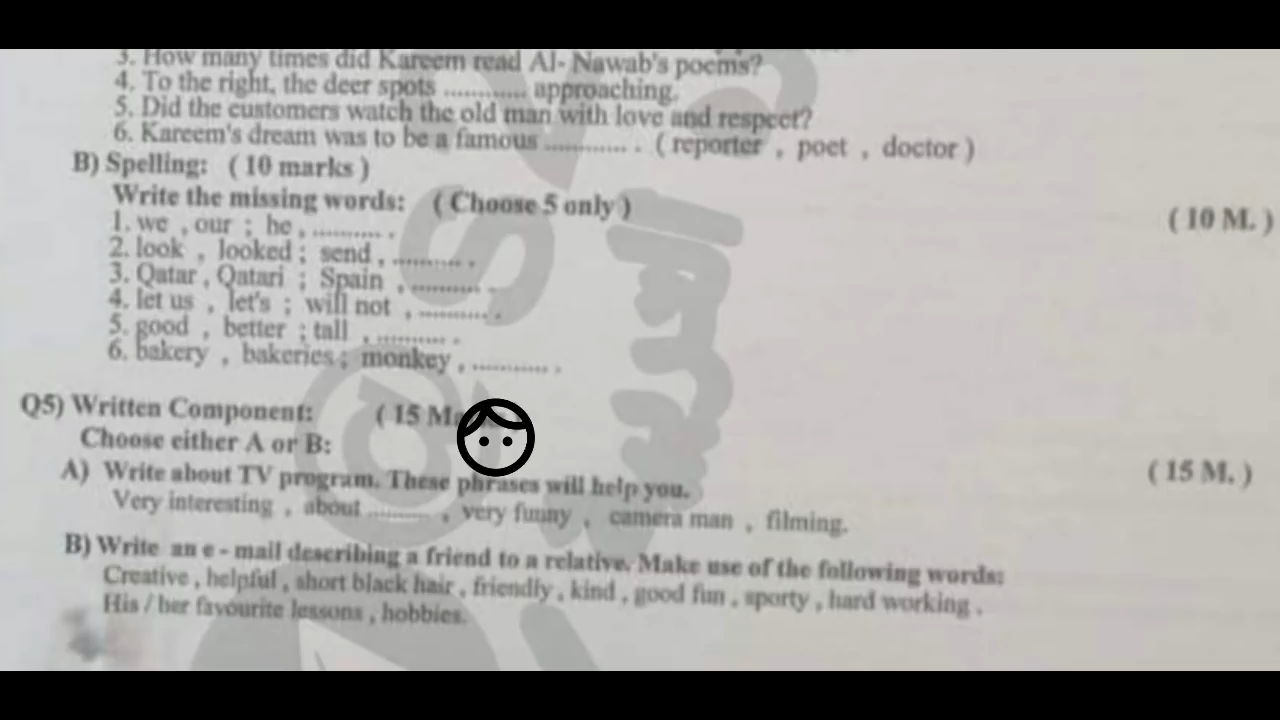 3. How many times did Kareem read Al- Nawab's poems?
4. To the right, the deer spots ............ approaching.
5. Did the customers watch the old man with love and respect?
6. Kareem's dream was to be a famous ............ . ( reporter , poet , doctor )
B) Spelling: ( 10 marks )
Write the missing words: ( Choose 5 only ) ( 10 M. )
1. we , our ; he , .......... .
2. look , looked ; send , .......... .
3. Qatar , Qatari ; Spain , .......... .
4. let us , let's ; will not , .......... .
5. good , better ; tall , .......... .
6. bakery , bakeries ; monkey , ............ .
Q5) Written Component: ( 15
Choose either A or B:
A) Write about TV program. These phrases will help you. ( 15 M. )
Very interesting , about .......... , very funny , camera man , filming.
B) Write an e - mail describing a friend to a relative. Make use of the following words:
Creative , helpful , short black hair , friendly , kind , good fun , sporty , hard working .
His / her favourite lessons , hobbies.